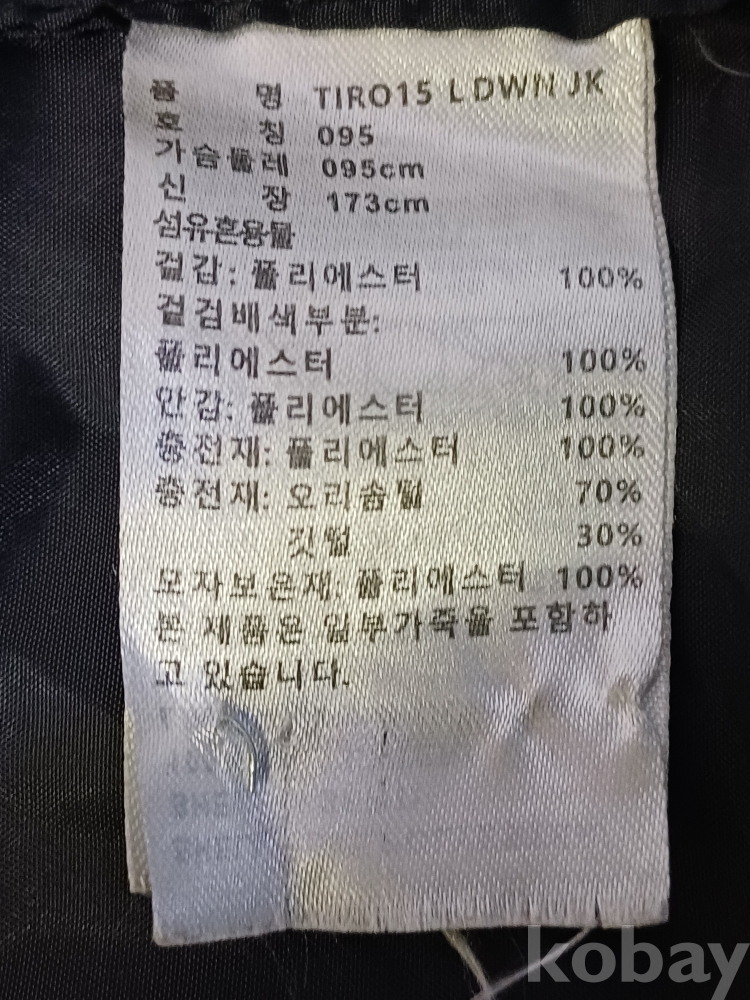 품 명 TIRO15 L DWN JK
호 칭 095
가슴둘레 095cm
신 장 173cm
섬유혼용율
겉감: 폴리에스터 100%
겉감배색부분:
폴리에스터 100%
안감: 폴리에스터 100%
충전재: 폴리에스터 100%
충전재: 오리솜털 70%
깃털 30%
모자보온재: 폴리에스터 100%
본 제품은 일부가죽을 포함하
고 있습니다.
kobay